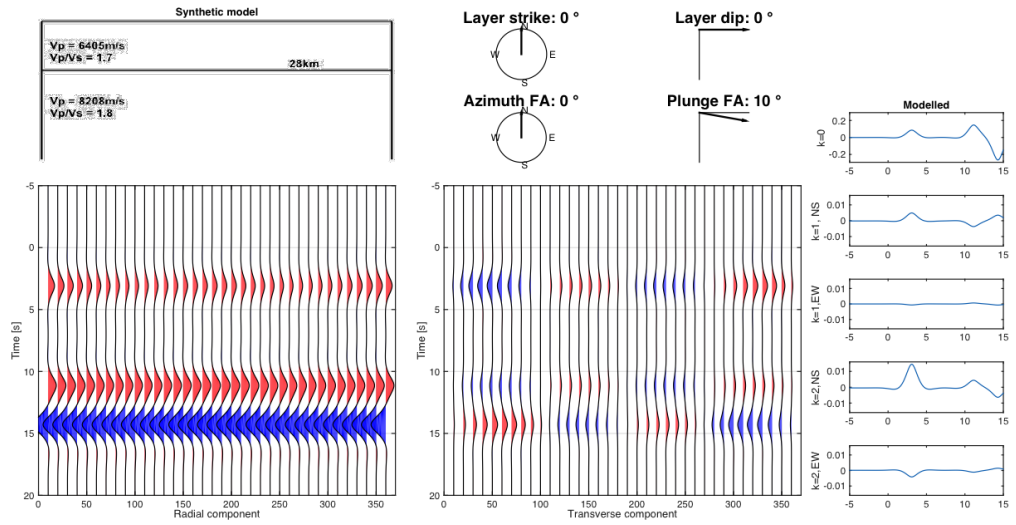 Synthetic model
Vp = 6405m/s
Vp/Vs = 1.7
28km
Vp = 8208m/s
Vp/Vs = 1.8
Layer strike: 0 °
N
W E
S
Layer dip: 0 °
Azimuth FA: 0 °
N
W E
S
Plunge FA: 10 °
-5
0
5
10
15
20
Time [s]
0 50 100 150 200 250 300 350
Radial component
-5
0
5
10
15
20
Time [s]
0 50 100 150 200 250 300 350
Transverse component
Modelled
k=0
0.2
0
-0.2
-5 0 5 10 15
k=1, NS
0.01
0
-0.01
-5 0 5 10 15
k=1,EW
0.01
0
-0.01
-5 0 5 10 15
k=2,NS
0.01
0
-0.01
-5 0 5 10 15
k=2,EW
0.01
0
-0.01
-5 0 5 10 15